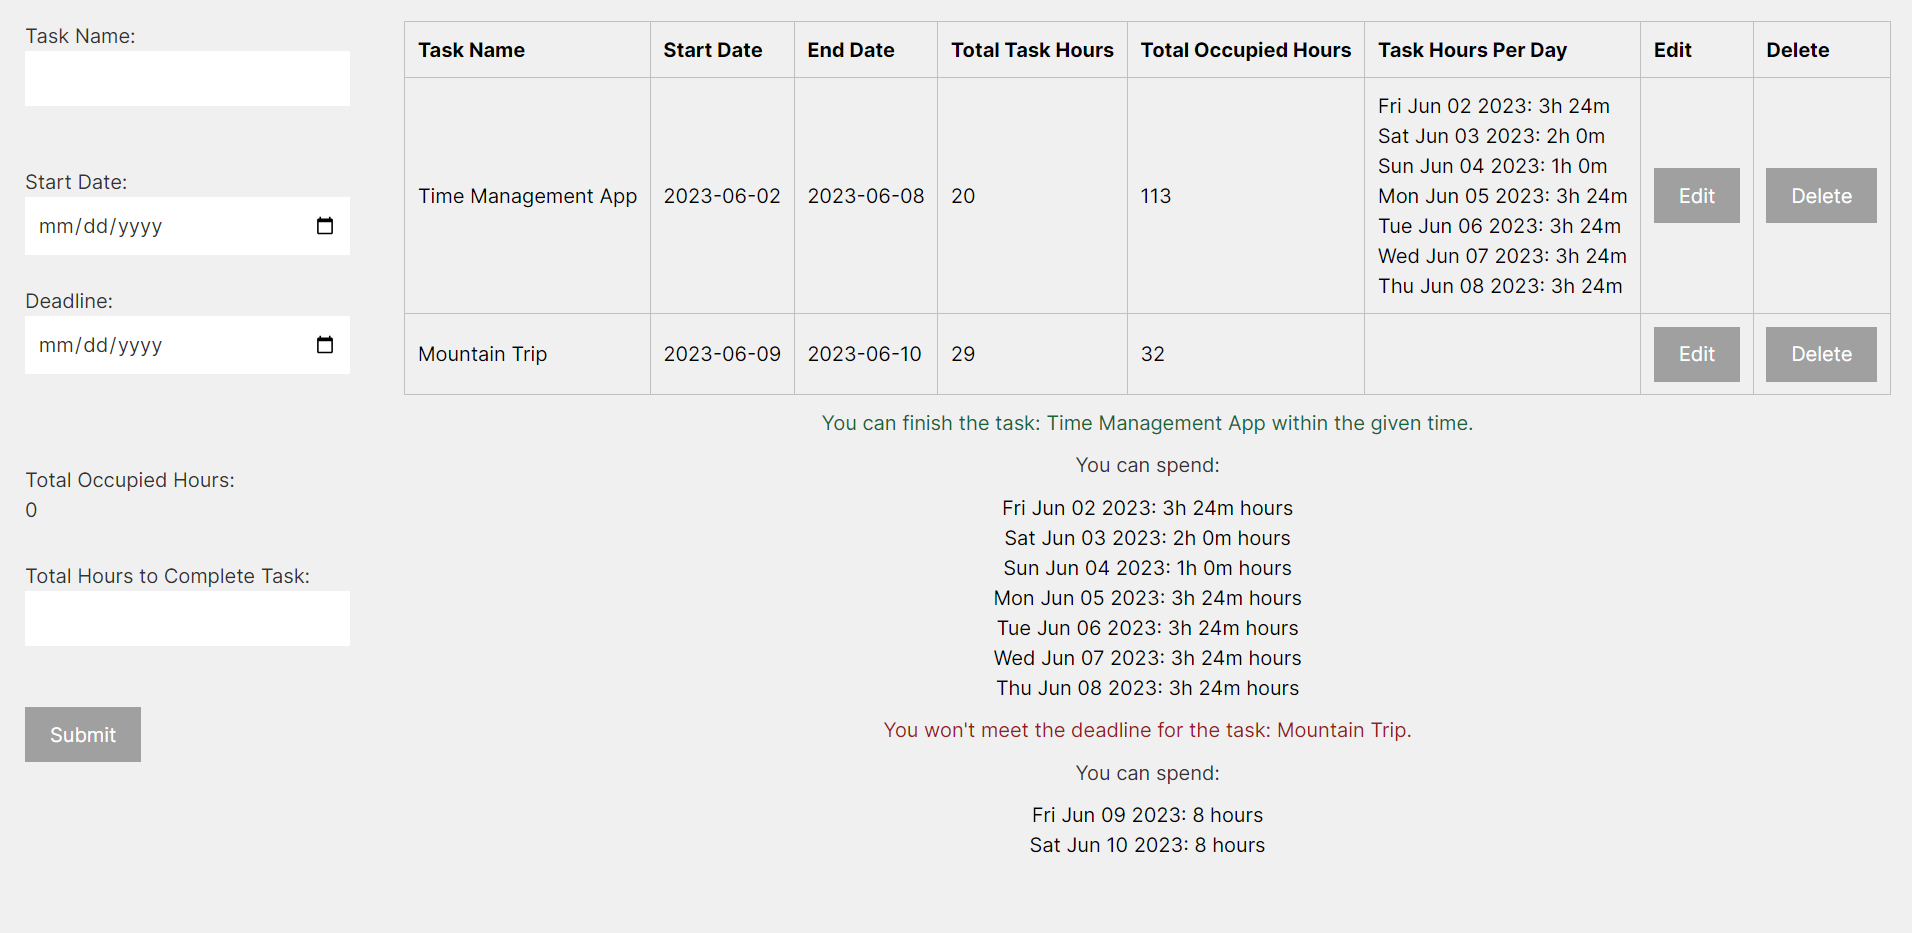 Task Name:
Start Date:
mm/dd/yyyy
Deadline:
mm/dd/yyyy
Total Occupied Hours:
0
Total Hours to Complete Task:
Submit
Task Name Start Date End Date Total Task Hours Total Occupied Hours Task Hours Per Day Edit Delete
Time Management App 2023-06-02 2023-06-08 20 113
Fri Jun 02 2023: 3h 24m
Sat Jun 03 2023: 2h 0m
Sun Jun 04 2023: 1h 0m
Mon Jun 05 2023: 3h 24m
Tue Jun 06 2023: 3h 24m
Wed Jun 07 2023: 3h 24m
Thu Jun 08 2023: 3h 24m
Edit Delete
Mountain Trip 2023-06-09 2023-06-10 29 32 Edit Delete
You can finish the task: Time Management App within the given time.
You can spend:
Fri Jun 02 2023: 3h 24m hours
Sat Jun 03 2023: 2h 0m hours
Sun Jun 04 2023: 1h 0m hours
Mon Jun 05 2023: 3h 24m hours
Tue Jun 06 2023: 3h 24m hours
Wed Jun 07 2023: 3h 24m hours
Thu Jun 08 2023: 3h 24m hours
You won't meet the deadline for the task: Mountain Trip.
You can spend:
Fri Jun 09 2023: 8 hours
Sat Jun 10 2023: 8 hours